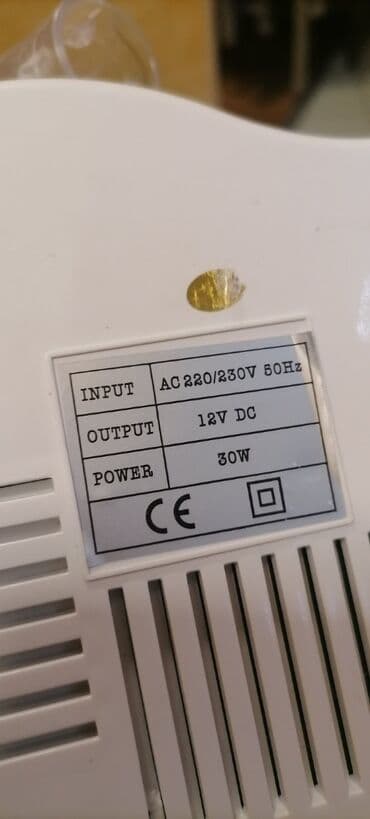 INPUT AC 220/230V 50Hz
OUTPUT 12V DC
POWER 30W
CE